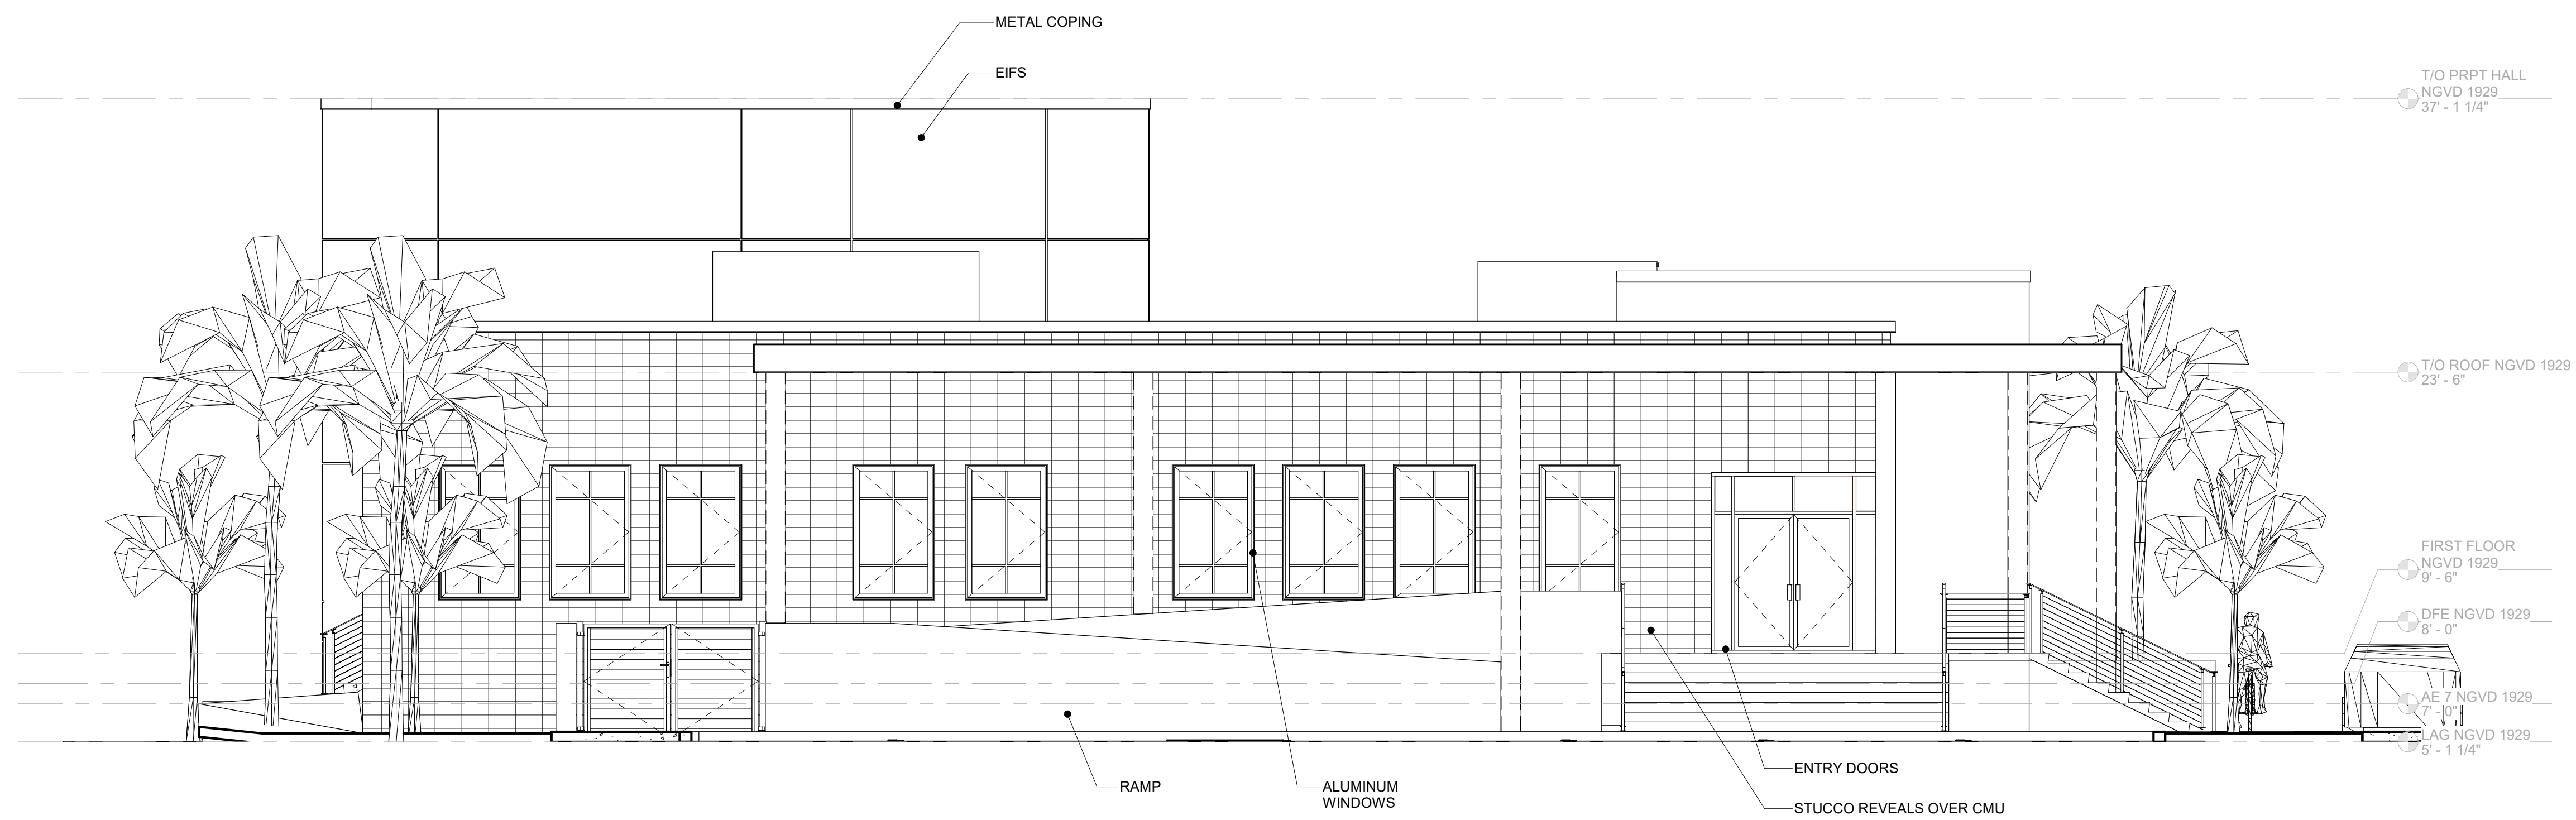 METAL COPING
EIFS
T/O PRPT HALL
NGVD 1929
37' - 1 1/4"
T/O ROOF NGVD 1929
23' - 6"
FIRST FLOOR
NGVD 1929
9' - 6"
DFE NGVD 1929
8' - 0"
AE 7 NGVD 1929
7' - 0"
LAG NGVD 1929
5' - 1 1/4"
RAMP
ALUMINUM
WINDOWS
ENTRY DOORS
STUCCO REVEALS OVER CMU